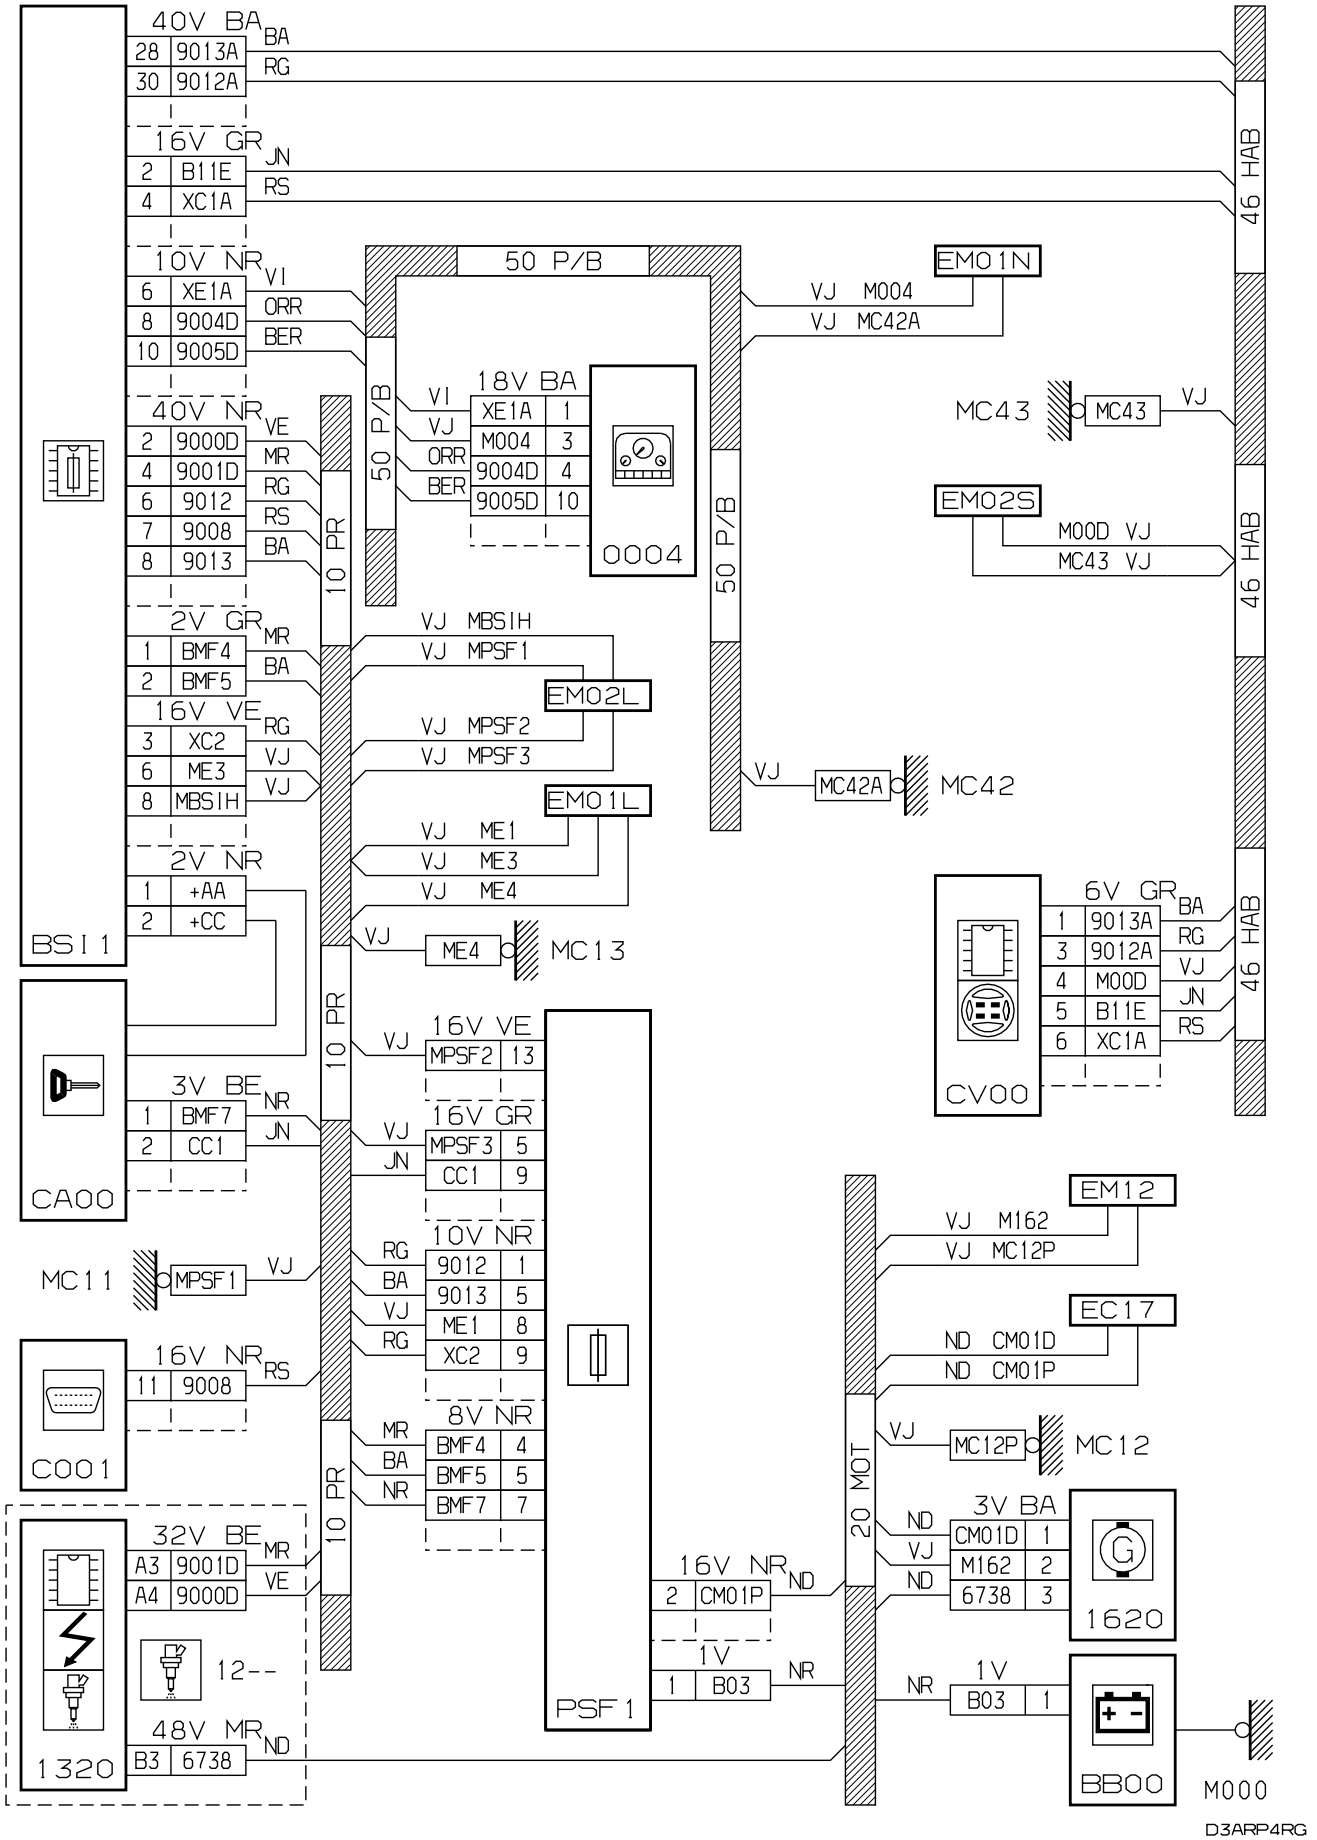 40V BA
28 9013A BA
30 9012A RG
16V GR
2 B11E JN
4 XC1A RS
10V NR
6 XE1A VI
8 9004D ORR
10 9005D BER
40V NR
2 9000D VE
4 9001D MR
6 9012 RG
7 9008 RS
8 9013 BA
2V GR
1 BMF4 MR
2 BMF5 BA
16V VE
3 XC2 RG
6 ME3 VJ
8 MBSIH VJ
2V NR
1 +AA
2 +CC
BSI1
3V BE
1 BMF7 NR
2 CC1 JN
CA00
MC11 MPSF1 VJ
16V NR
11 9008 RS
C001
32V BE
A3 9001D MR
A4 9000D VE
12--
48V MR
B3 6738 ND
1320
10 PR
10 PR
10 PR
50 P/B
50 P/B
50 P/B
18V BA
VI XE1A 1
VJ M004 3
ORR 9004D 4
BER 9005D 10
0004
VJ MBSIH
VJ MPSF1
EM02L
VJ MPSF2
VJ MPSF3
EM01L
VJ ME1
VJ ME3
VJ ME4
VJ ME4 MC13
16V VE
VJ MPSF2 13
16V GR
VJ MPSF3 5
JN CC1 9
10V NR
RG 9012 1
BA 9013 5
VJ ME1 8
RG XC2 9
8V NR
MR BMF4 4
BA BMF5 5
NR BMF7 7
16V NR
2 CM01P ND
1V
1 B03 NR
PSF1
EM01N
VJ M004
VJ MC42A
MC43 MC43 VJ
EM02S
M00D VJ
MC43 VJ
VJ MC42A MC42
46 HAB
46 HAB
46 HAB
6V GR
1 9013A BA
3 9012A RG
4 M00D VJ
5 B11E JN
6 XC1A RS
CV00
EM12
VJ M162
VJ MC12P
EC17
ND CM01D
ND CM01P
VJ MC12P MC12
20 MOT
3V BA
ND CM01D 1
VJ M162 2
ND 6738 3
G
1620
1V
NR B03 1
+ -
BB00
M000
D3ARP4RG